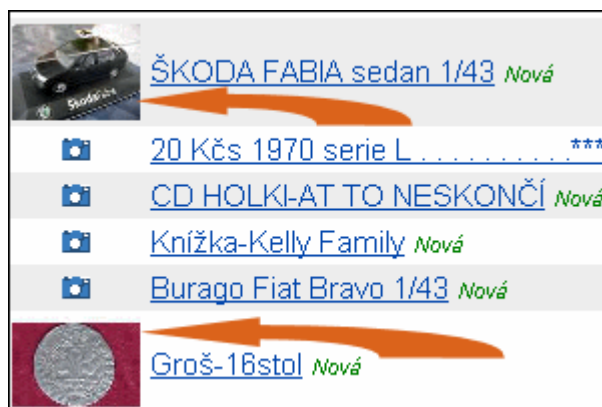 ŠKODA FABIA sedan 1/43 Nová
20 Kčs 1970 serie L . . . . . . . . . . ***
CD HOLKI-AT TO NESKONČÍ Nová
Knížka-Kelly Family Nová
Burago Fiat Bravo 1/43 Nová
Groš-16stol Nová